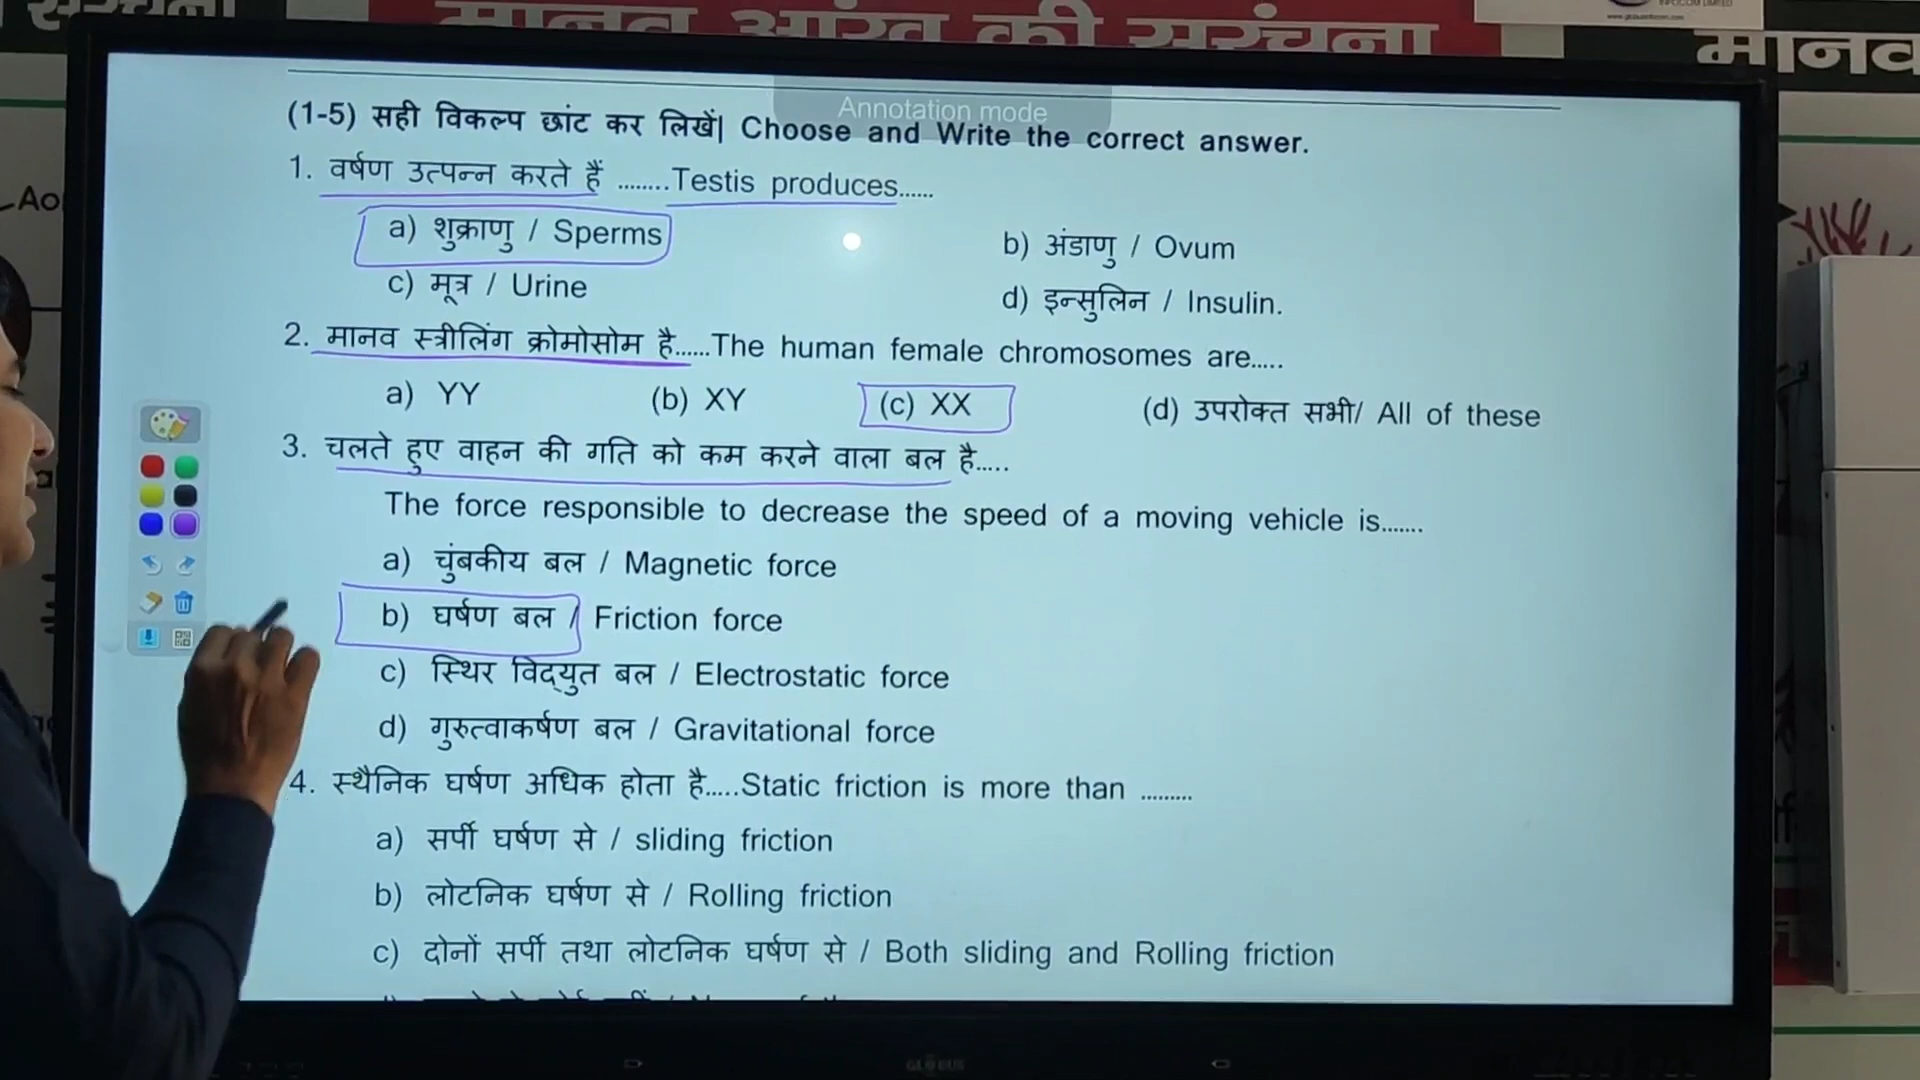 मानव आंख की सरंचना
मानव
Annotation mode
(1-5) सही विकल्प छांट कर लिखें| Choose and Write the correct answer.
1. वर्षण उत्पन्न करते हैं ........Testis produces......
a) शुक्राणु / Sperms b) अंडाणु / Ovum
c) मूत्र / Urine d) इन्सुलिन / Insulin.
2. मानव स्त्रीलिंग क्रोमोसोम है......The human female chromosomes are.....
a) YY (b) XY (c) XX (d) उपरोक्त सभी/ All of these
3. चलते हुए वाहन की गति को कम करने वाला बल है.....
The force responsible to decrease the speed of a moving vehicle is.......
a) चुंबकीय बल / Magnetic force
b) घर्षण बल / Friction force
c) स्थिर विद्युत बल / Electrostatic force
d) गुरुत्वाकर्षण बल / Gravitational force
4. स्थैनिक घर्षण अधिक होता है.....Static friction is more than .........
a) सर्पी घर्षण से / sliding friction
b) लोटनिक घर्षण से / Rolling friction
c) दोनों सर्पी तथा लोटनिक घर्षण से / Both sliding and Rolling friction